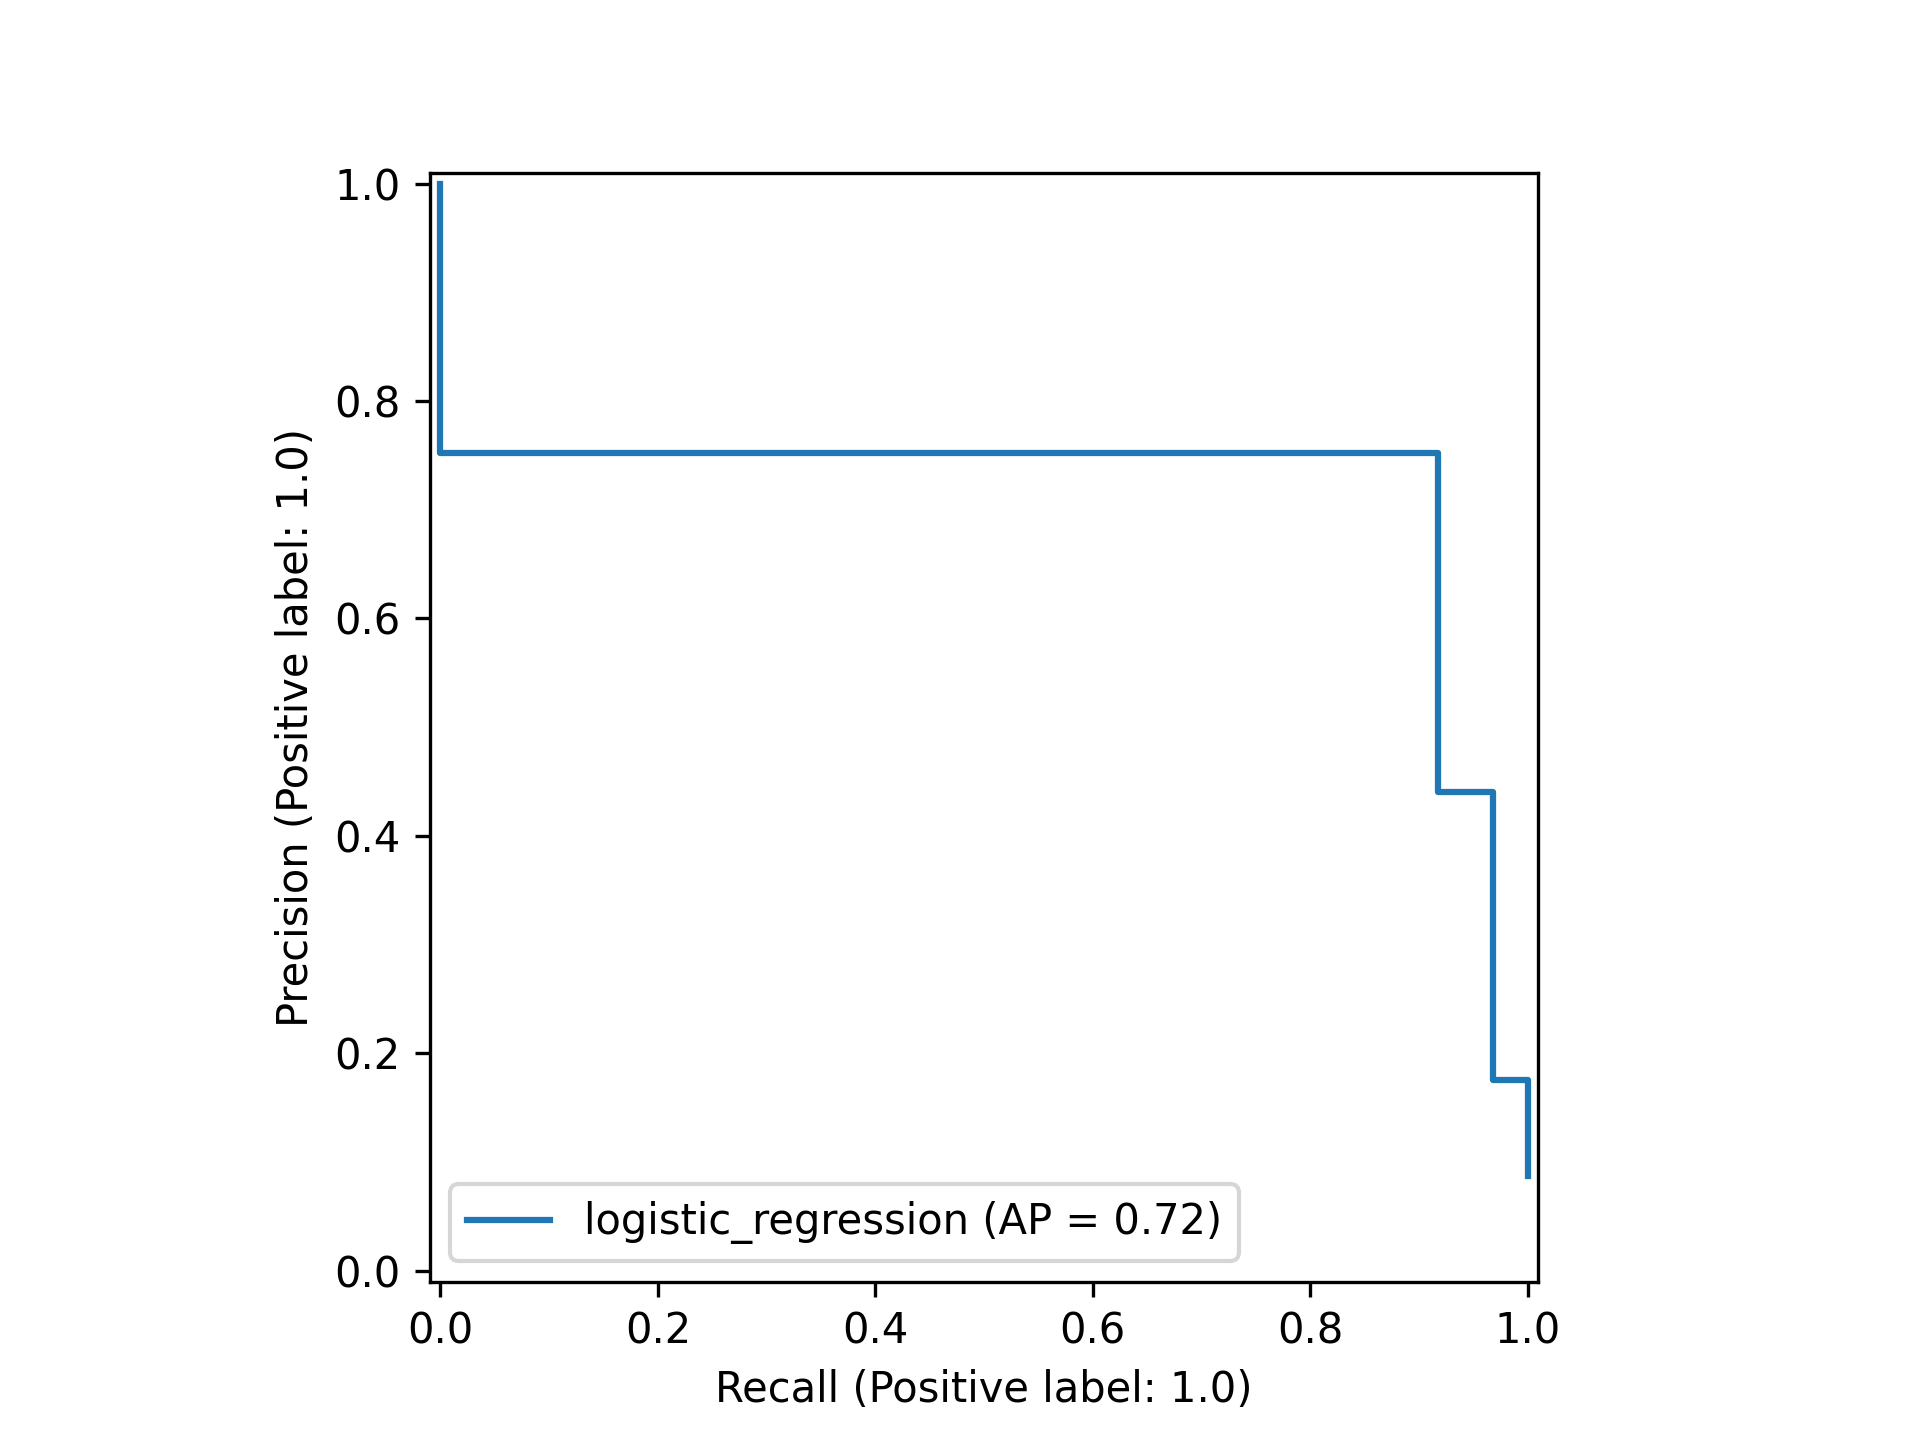 1.0
0.8
0.6
0.4
0.2
0.0
Precision (Positive label: 1.0)
logistic_regression (AP = 0.72)
0.0 0.2 0.4 0.6 0.8 1.0
Recall (Positive label: 1.0)